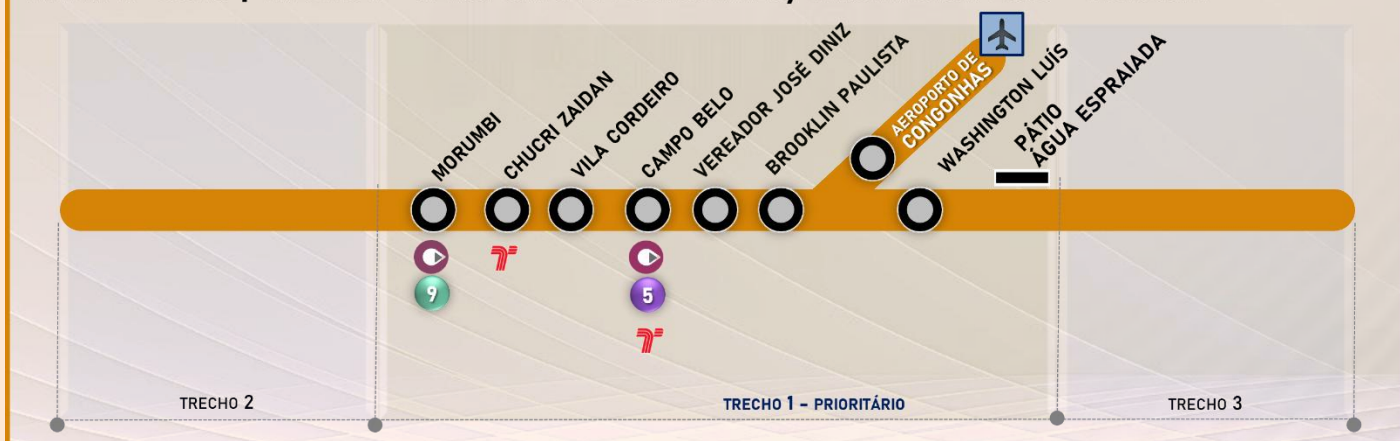 MORUMBI
CHUCRI ZAIDAN
VILA CORDEIRO
CAMPO BELO
VEREADOR JOSÉ DINIZ
BROOKLIN PAULISTA
AEROPORTO DE
CONGONHAS
WASHINGTON LUÍS
PÁTIO
ÁGUA ESPRAIADA
9
5
TRECHO 2
TRECHO 1 – PRIORITÁRIO
TRECHO 3